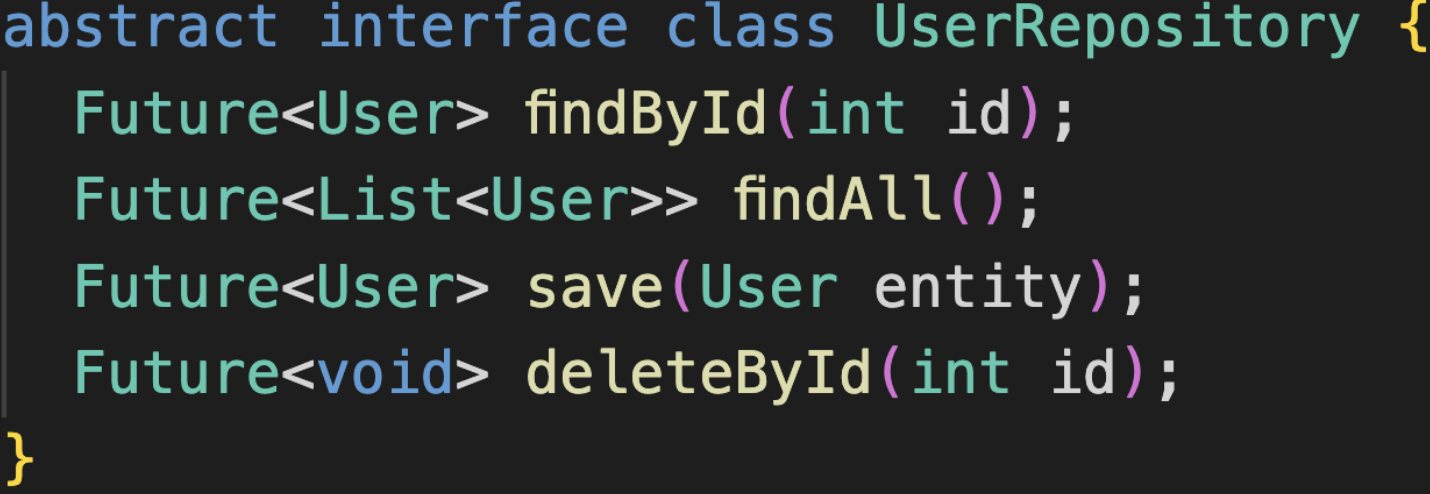 abstract interface class UserRepository {
Future<User> findById(int id);
Future<List<User>> findAll();
Future<User> save(User entity);
Future<void> deleteById(int id);
}